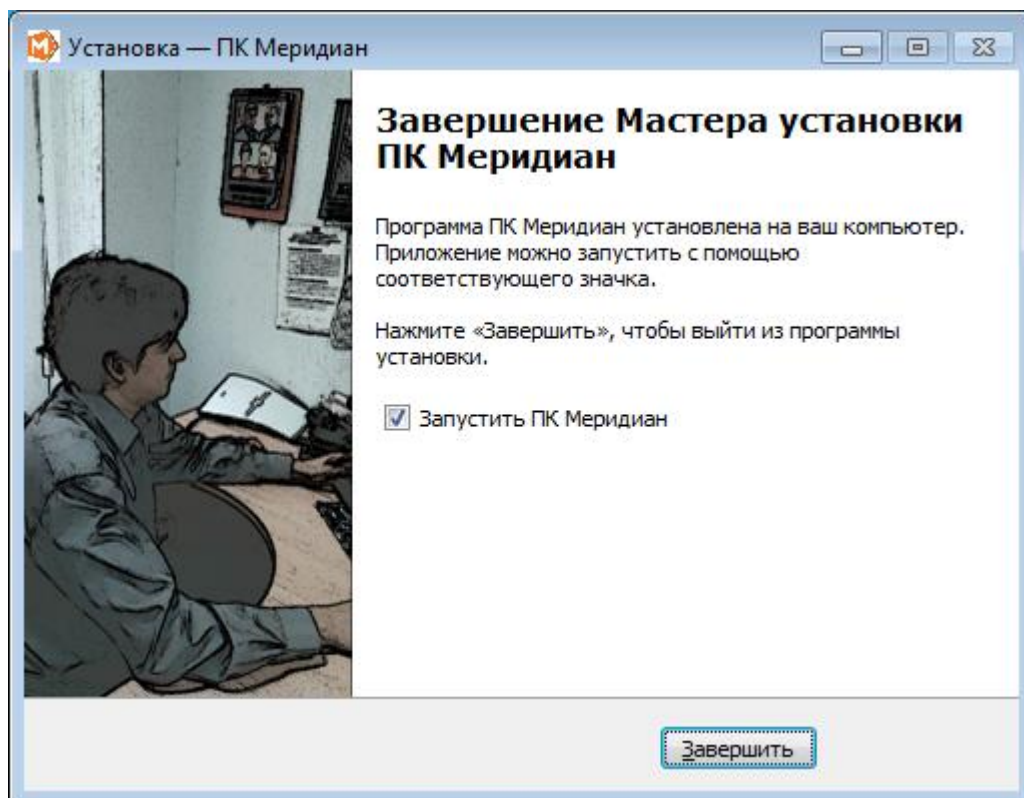 Установка — ПК Меридиан
Завершение Мастера установки
ПК Меридиан
Программа ПК Меридиан установлена на ваш компьютер.
Приложение можно запустить с помощью
соответствующего значка.
Нажмите «Завершить», чтобы выйти из программы
установки.
Запустить ПК Меридиан
Завершить